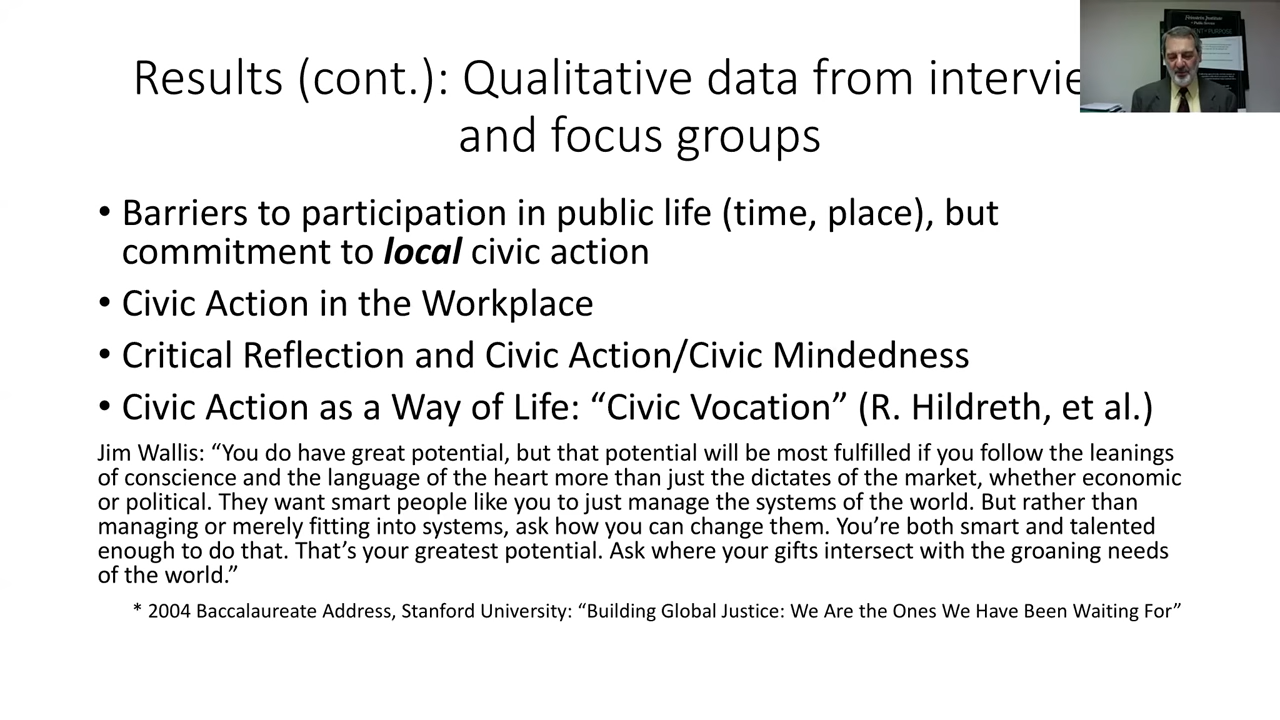 Results (cont.): Qualitative data from intervie
and focus groups
• Barriers to participation in public life (time, place), but
commitment to local civic action
• Civic Action in the Workplace
• Critical Reflection and Civic Action/Civic Mindedness
• Civic Action as a Way of Life: “Civic Vocation” (R. Hildreth, et al.)
Jim Wallis: “You do have great potential, but that potential will be most fulfilled if you follow the leanings
of conscience and the language of the heart more than just the dictates of the market, whether economic
or political. They want smart people like you to just manage the systems of the world. But rather than
managing or merely fitting into systems, ask how you can change them. You’re both smart and talented
enough to do that. That’s your greatest potential. Ask where your gifts intersect with the groaning needs
of the world.”
* 2004 Baccalaureate Address, Stanford University: “Building Global Justice: We Are the Ones We Have Been Waiting For”